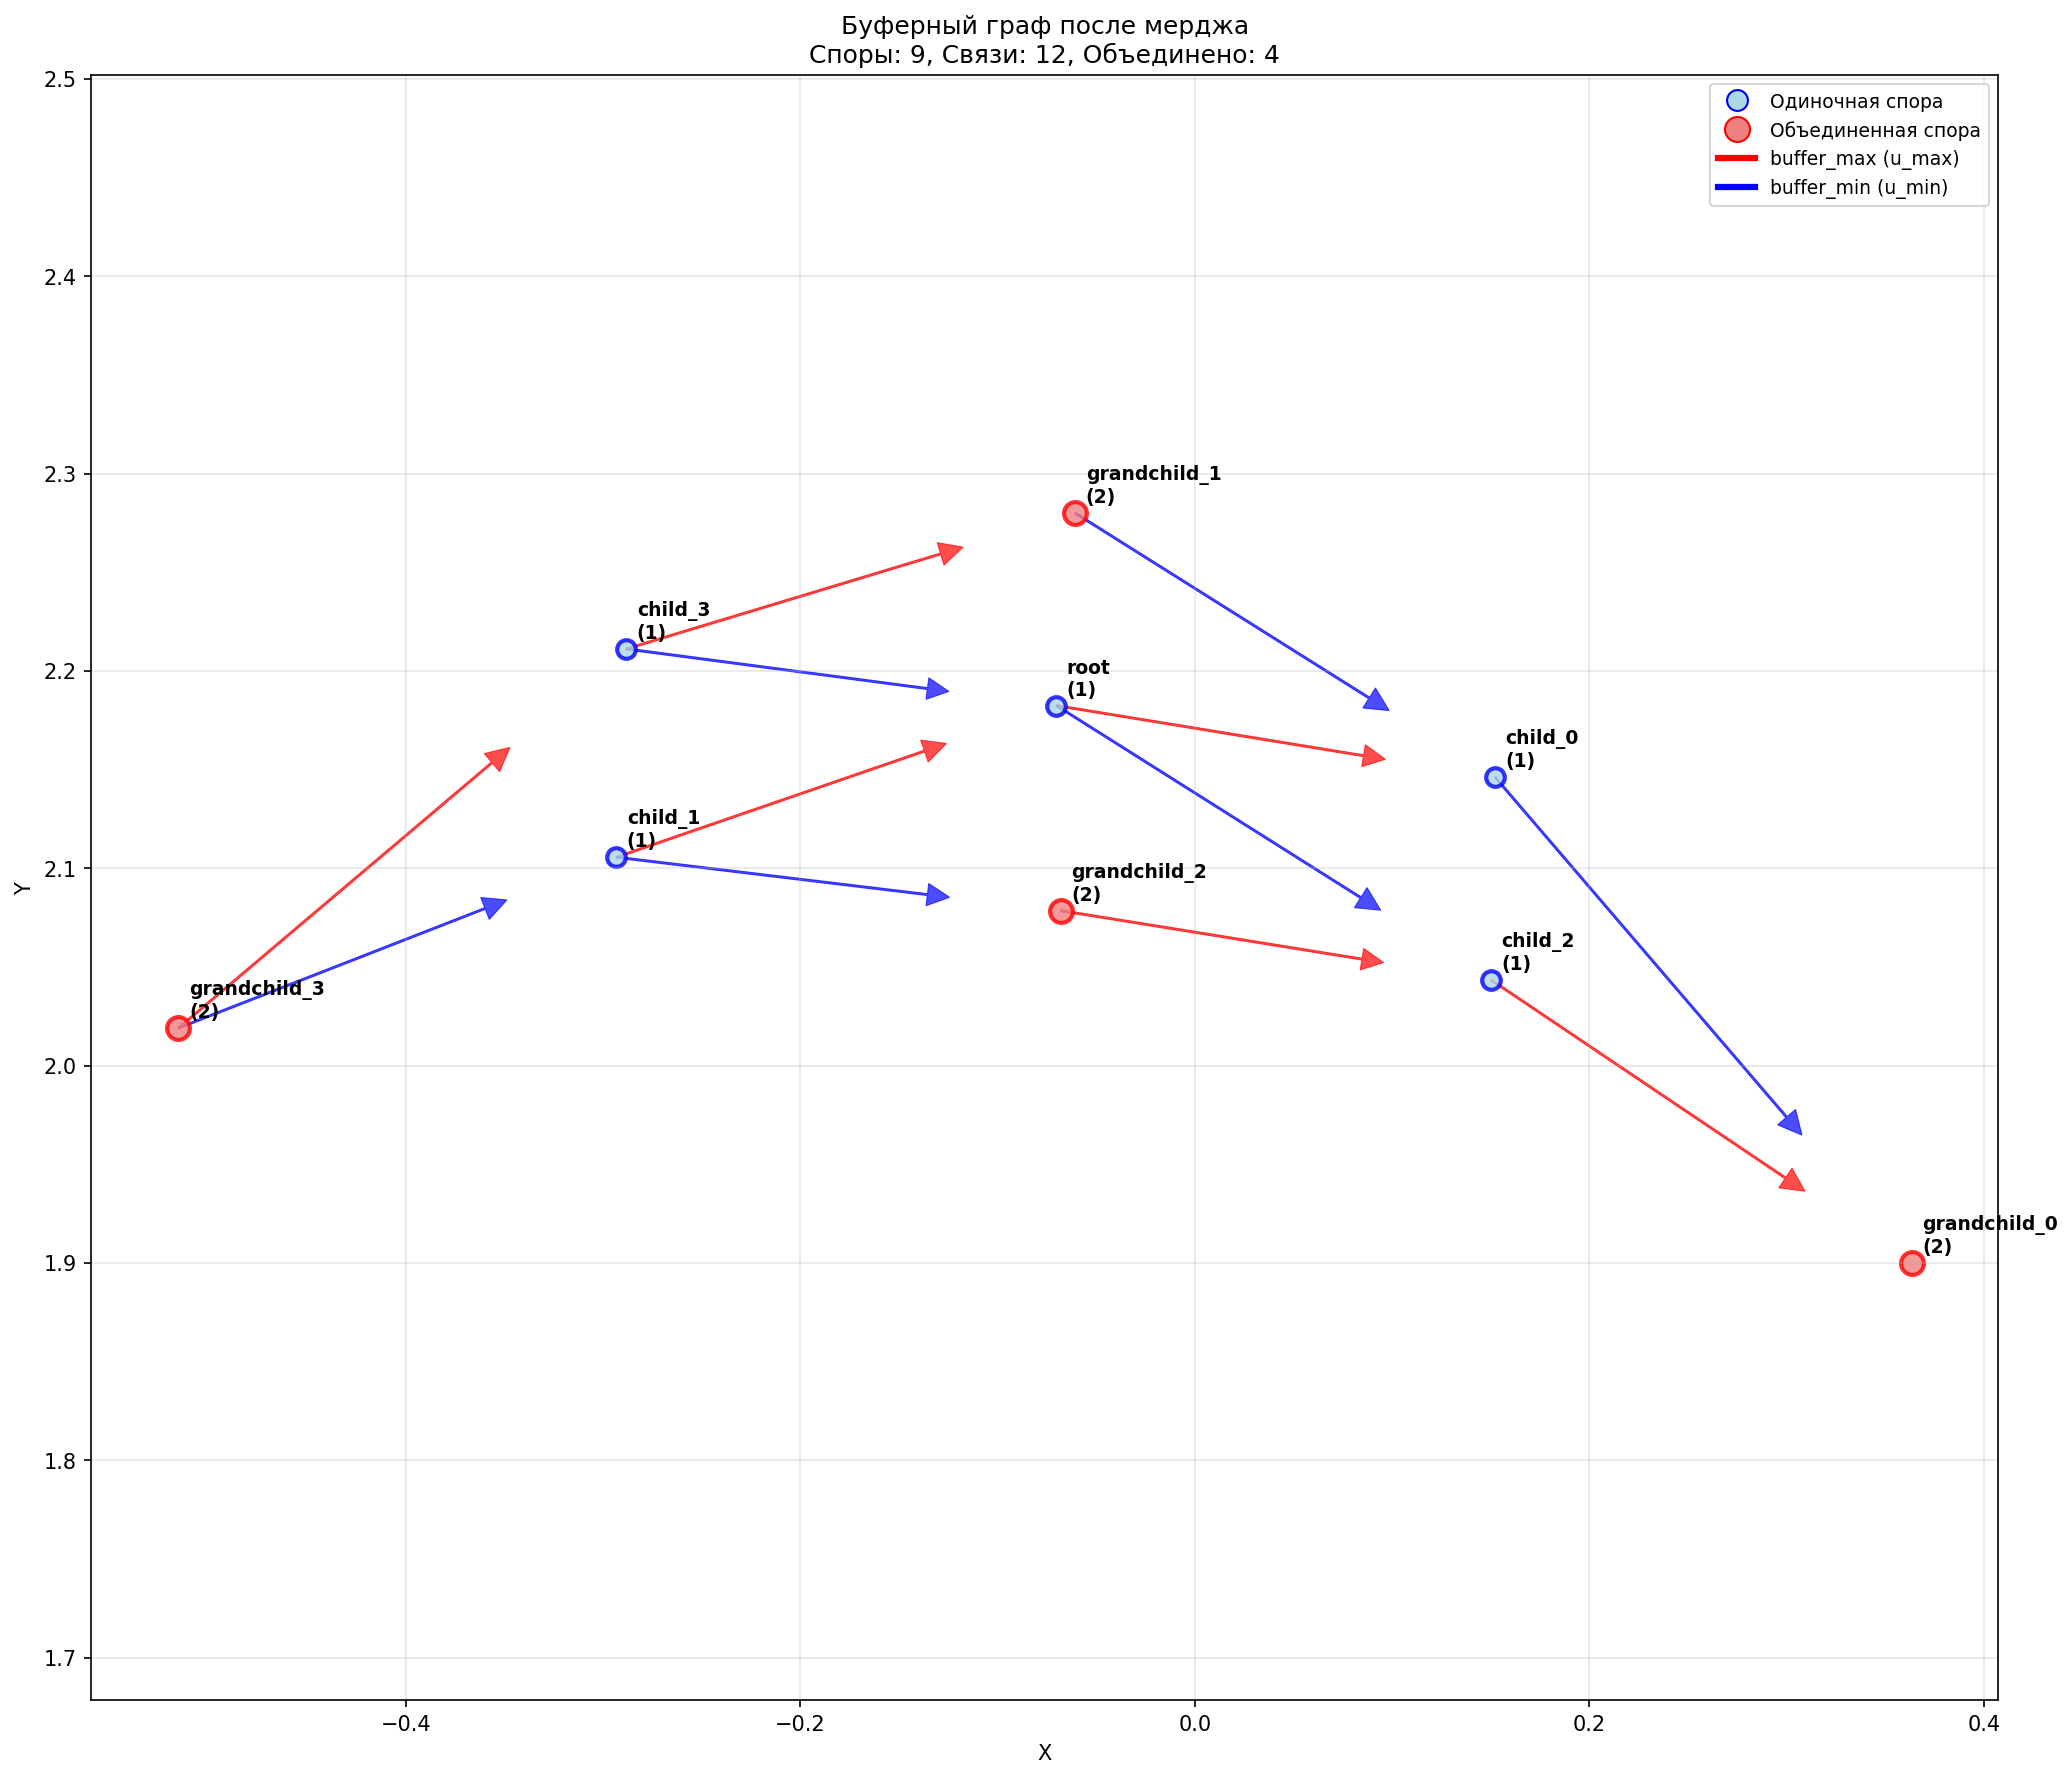 Буферный граф после мерджа
Споры: 9, Связи: 12, Объединено: 4
Одиночная спора
Объединенная спора
buffer_max (u_max)
buffer_min (u_min)
2.5
2.4
2.3
2.2
2.1
2.0
1.9
1.8
1.7
Y
grandchild_1
(2)
child_3
(1)
root
(1)
child_0
(1)
child_1
(1)
grandchild_2
(2)
child_2
(1)
grandchild_3
(2)
grandchild_0
(2)
−0.4
−0.2
0.0
0.2
0.4
X